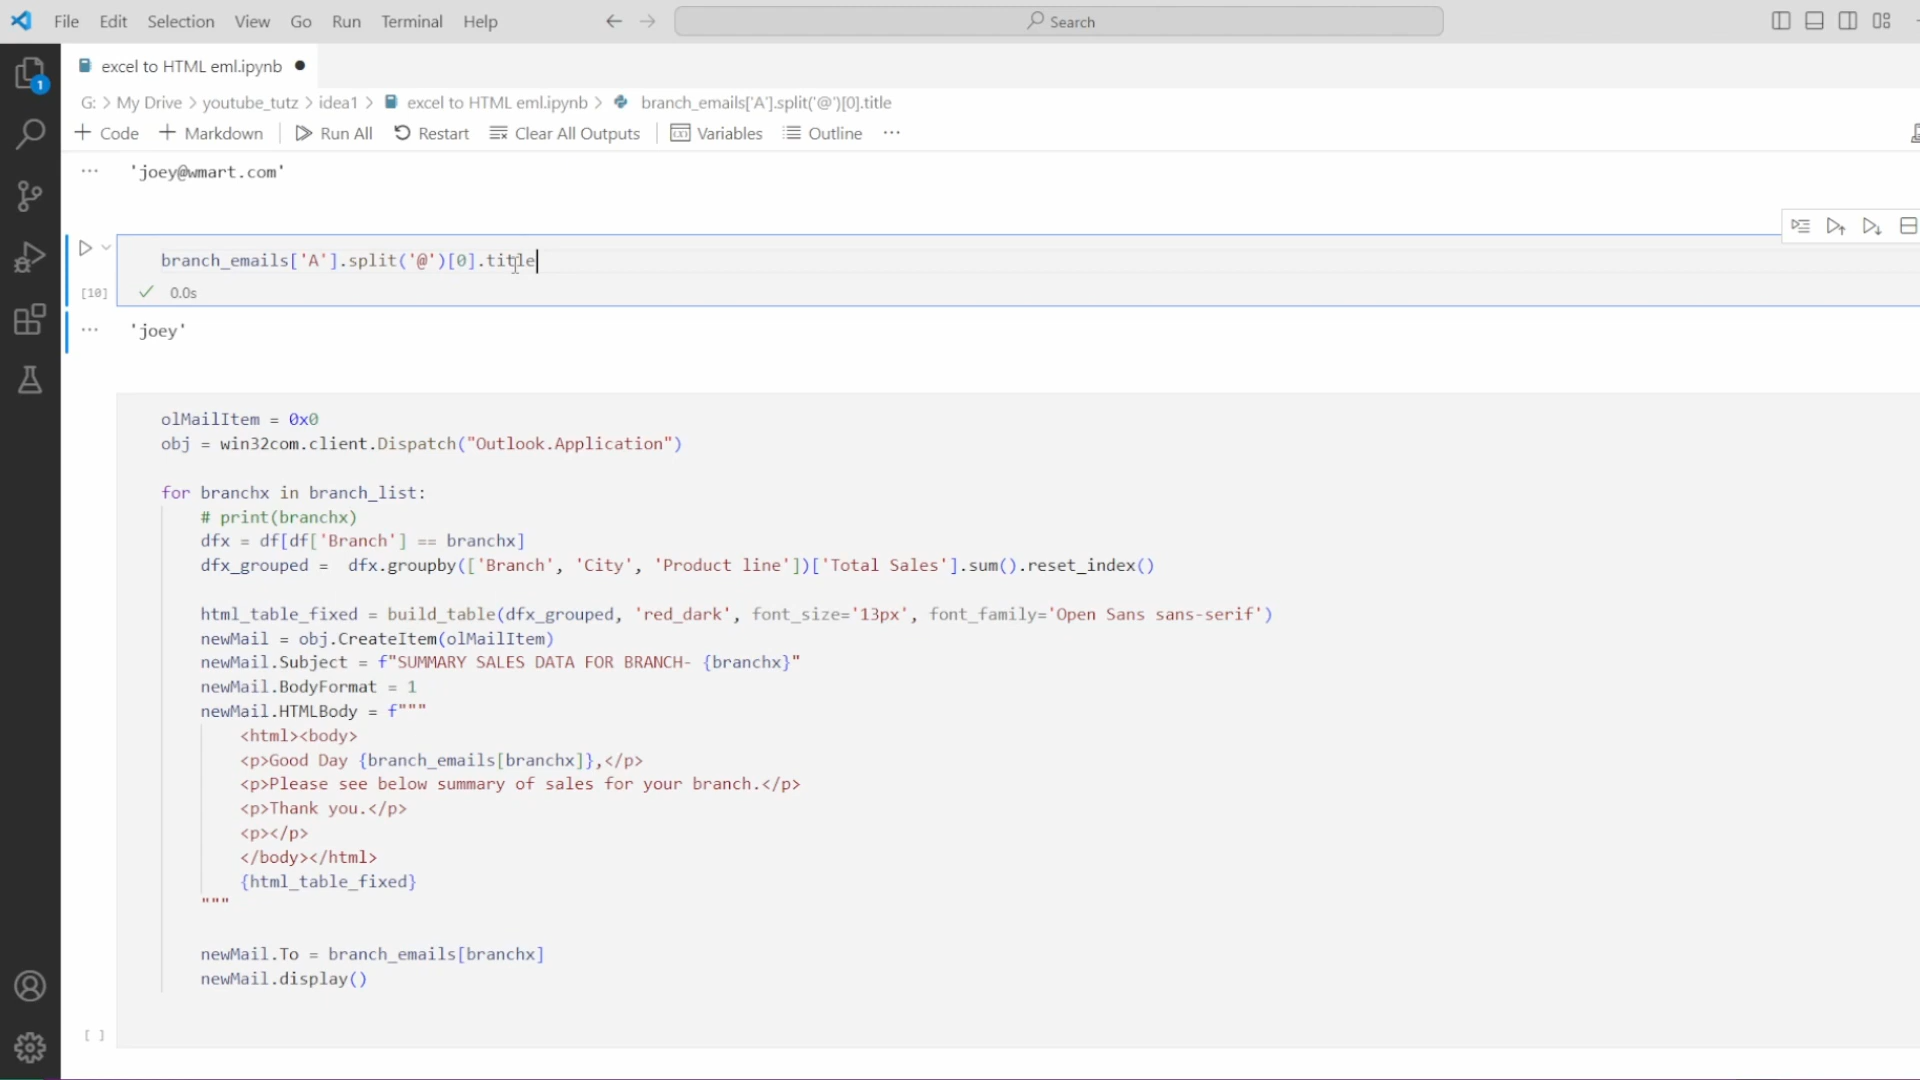 File Edit Selection View Go Run Terminal Help Search
excel to HTML eml.ipynb
G: > My Drive > youtube_tutz > idea1 > excel to HTML eml.ipynb > branch_emails['A'].split('@')[0].title
1
+ Code + Markdown Run All Restart Clear All Outputs Variables Outline ...
... 'joey@wmart.com'
branch_emails['A'].split('@')[0].title
[10] 0.0s
... 'joey'
olMailItem = 0x0
obj = win32com.client.Dispatch("Outlook.Application")
for branchx in branch_list:
# print(branchx)
dfx = df[df['Branch'] == branchx]
dfx_grouped =  dfx.groupby(['Branch', 'City', 'Product line'])['Total Sales'].sum().reset_index()
html_table_fixed = build_table(dfx_grouped, 'red_dark', font_size='13px', font_family='Open Sans sans-serif')
newMail = obj.CreateItem(olMailItem)
newMail.Subject = f"SUMMARY SALES DATA FOR BRANCH- {branchx}"
newMail.BodyFormat = 1
newMail.HTMLBody = f"""
<html><body>
<p>Good Day {branch_emails[branchx]},</p>
<p>Please see below summary of sales for your branch.</p>
<p>Thank you.</p>
<p></p>
</body></html>
{html_table_fixed}
"""
newMail.To = branch_emails[branchx]
newMail.display()
[ ]